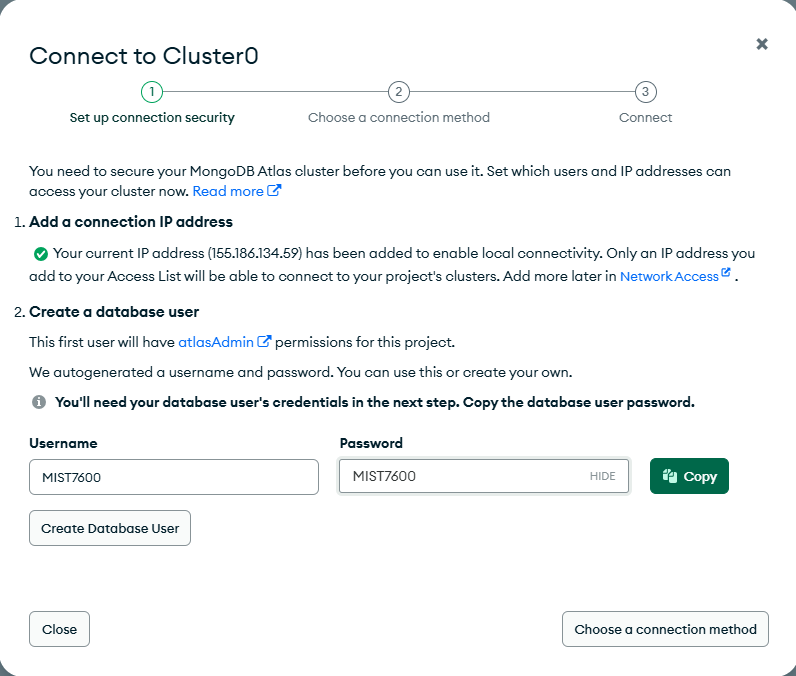 Connect to Cluster0
1
2
3
Set up connection security
Choose a connection method
Connect
You need to secure your MongoDB Atlas cluster before you can use it. Set which users and IP addresses can
access your cluster now. Read more
1. Add a connection IP address
Your current IP address (155.186.134.59) has been added to enable local connectivity. Only an IP address you
add to your Access List will be able to connect to your project's clusters. Add more later in Network Access .
2. Create a database user
This first user will have atlasAdmin permissions for this project.
We autogenerated a username and password. You can use this or create your own.
You'll need your database user's credentials in the next step. Copy the database user password.
Username
Password
MIST7600
MIST7600
HIDE
Copy
Create Database User
Close
Choose a connection method